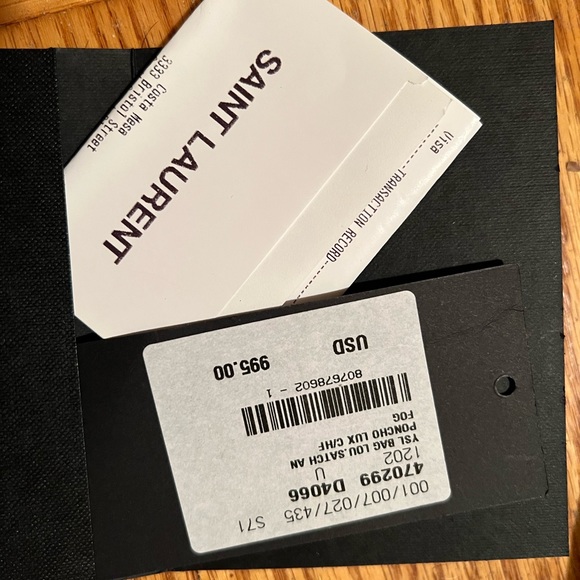 SAINT LAURENT
Costa Mesa
3333 Bristol Street
Visa
----TRANSACTION RECORD----
001/007/027/435 S71
470299 D4066
1202 U
YSL BAG LOU.SATCH AN
PONCHO LUX C/HF
FOG
807678602 - 1
USD 995.00